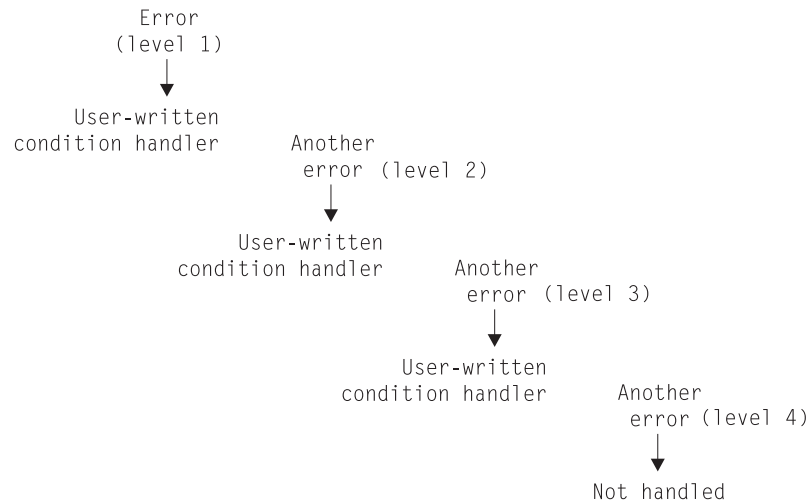 Error
(level 1)
User-written
condition handler
Another
error (level 2)
User-written
condition handler
Another
error (level 3)
User-written
condition handler
Another
error (level 4)
Not handled